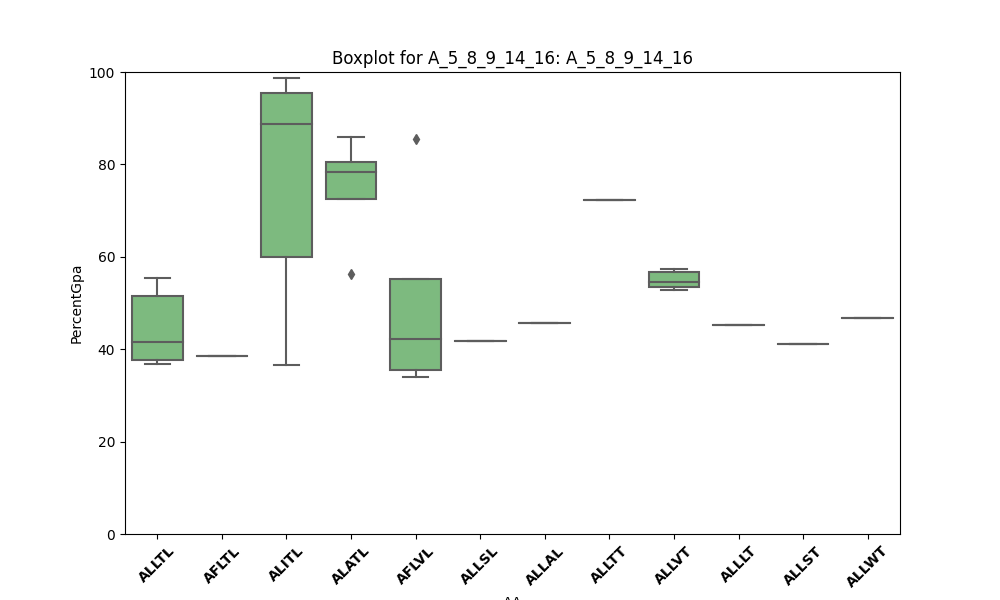 Boxplot for A_5_8_9_14_16: A_5_8_9_14_16
PercentGpa
100
80
60
40
20
0
ALLTL AFLTL ALITL ALATL AFLVL ALLSL ALLAL ALLTT ALLVT ALLLT ALLST ALLWT